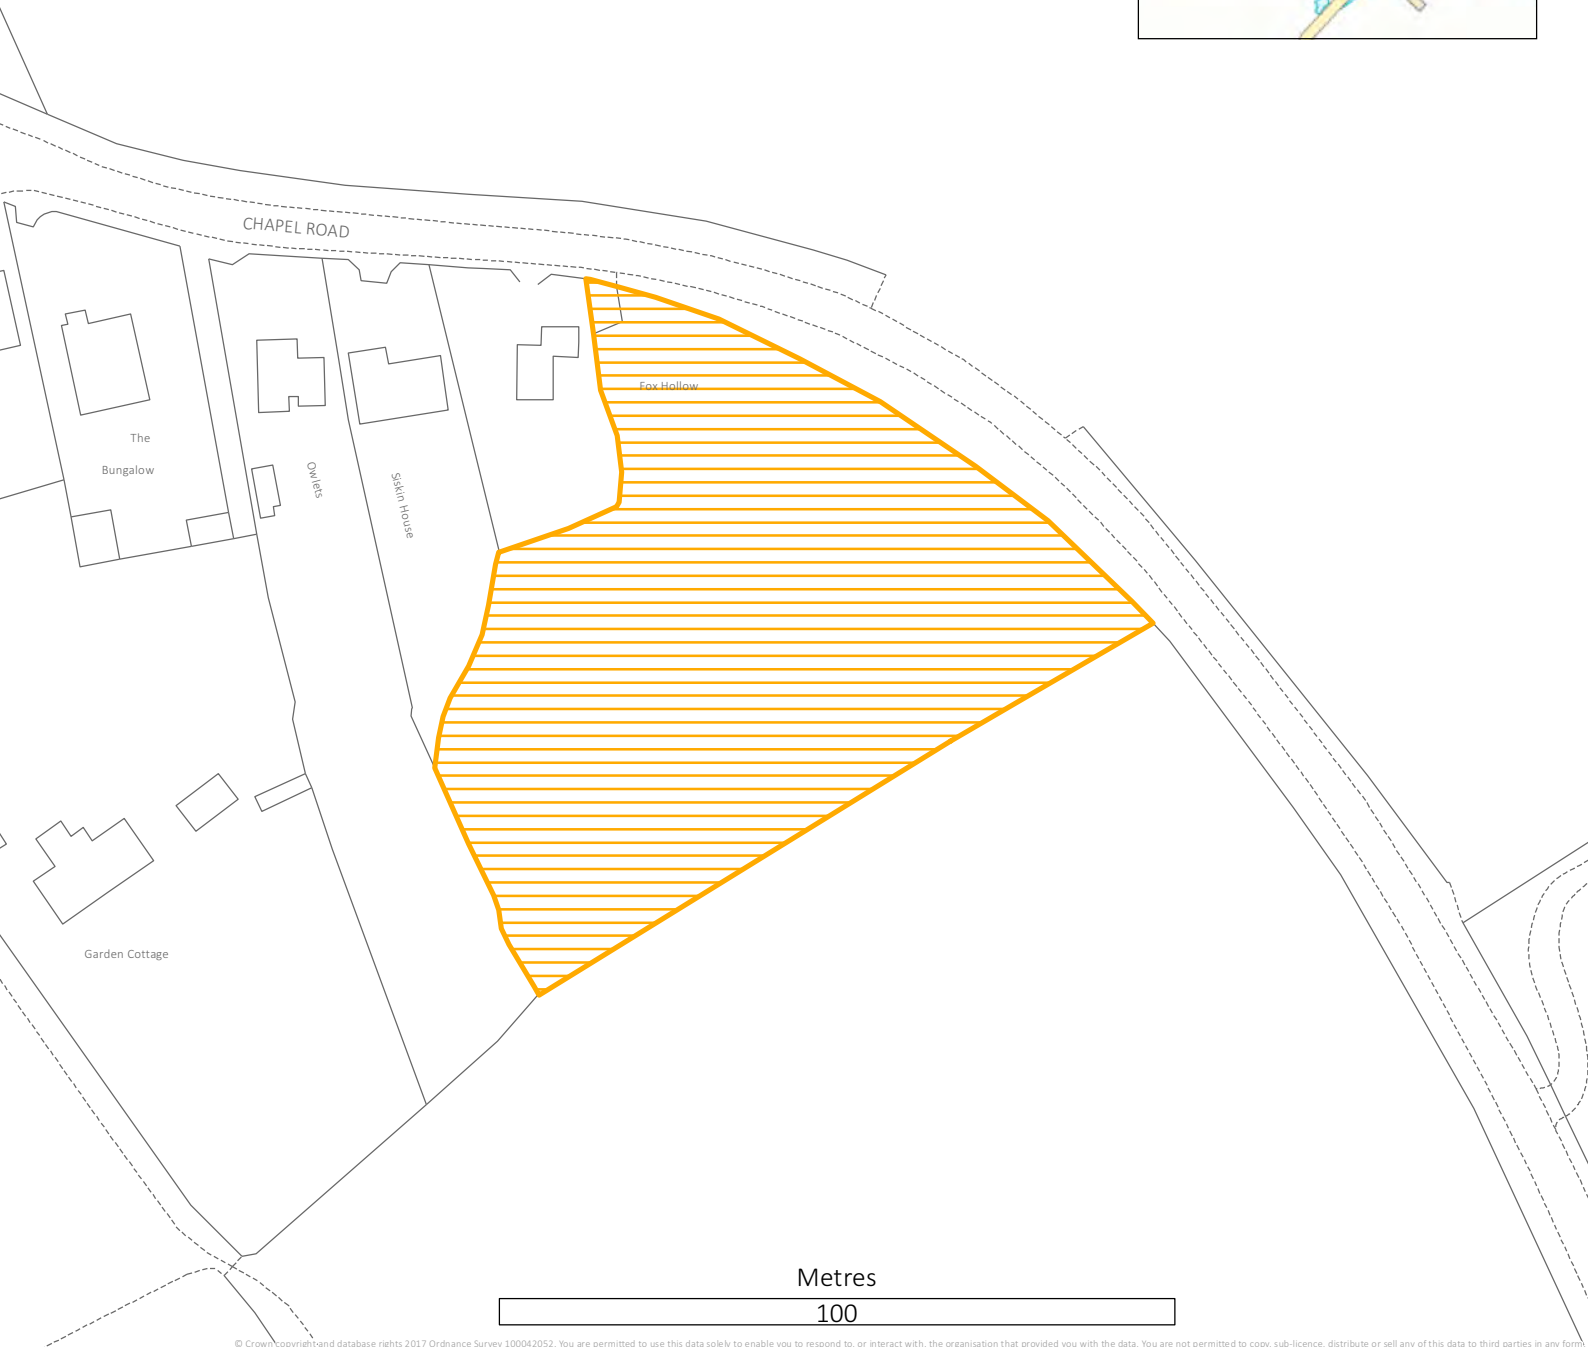 CHAPEL ROAD
Fox Hollow
The
Bungalow
Owlets
Siskin House
Garden Cottage
Metres
100
© Crown copyright and database rights 2017 Ordnance Survey 100042052. You are permitted to use this data solely to enable you to respond to, or interact with, the organisation that provided you with the data. You are not permitted to copy, sub-licence, distribute or sell any of this data to third parties in any form